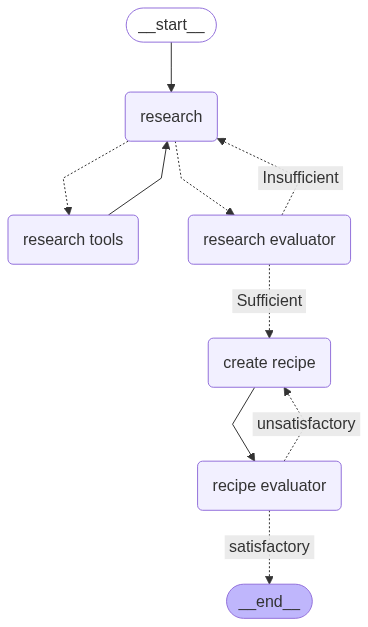 __start__
research
Insufficient
research tools
research evaluator
Sufficient
create recipe
unsatisfactory
recipe evaluator
satisfactory
__end__